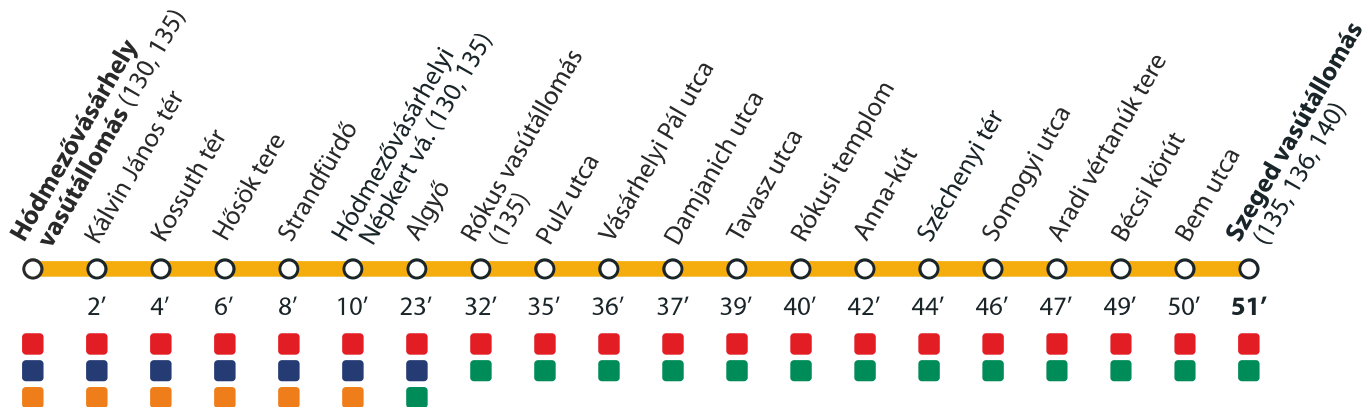 Hódmezővásárhely
vasútállomás (130, 135)
Kálvin János tér
Kossuth tér
Hősök tere
Strandfürdő
Hódmezővásárhelyi
Népkert vá. (130, 135)
Algyő
Rókus vasútállomás
(135)
Pulz utca
Vásárhelyi Pál utca
Damjanich utca
Tavasz utca
Rókusi templom
Anna-kút
Széchenyi tér
Somogyi utca
Aradi vértanúk tere
Bécsi körút
Bem utca
Szeged vasútállomás
(135, 136, 140)
2′ 4′ 6′ 8′ 10′ 23′ 32′ 35′ 36′ 37′ 39′ 40′ 42′ 44′ 46′ 47′ 49′ 50′ 51′